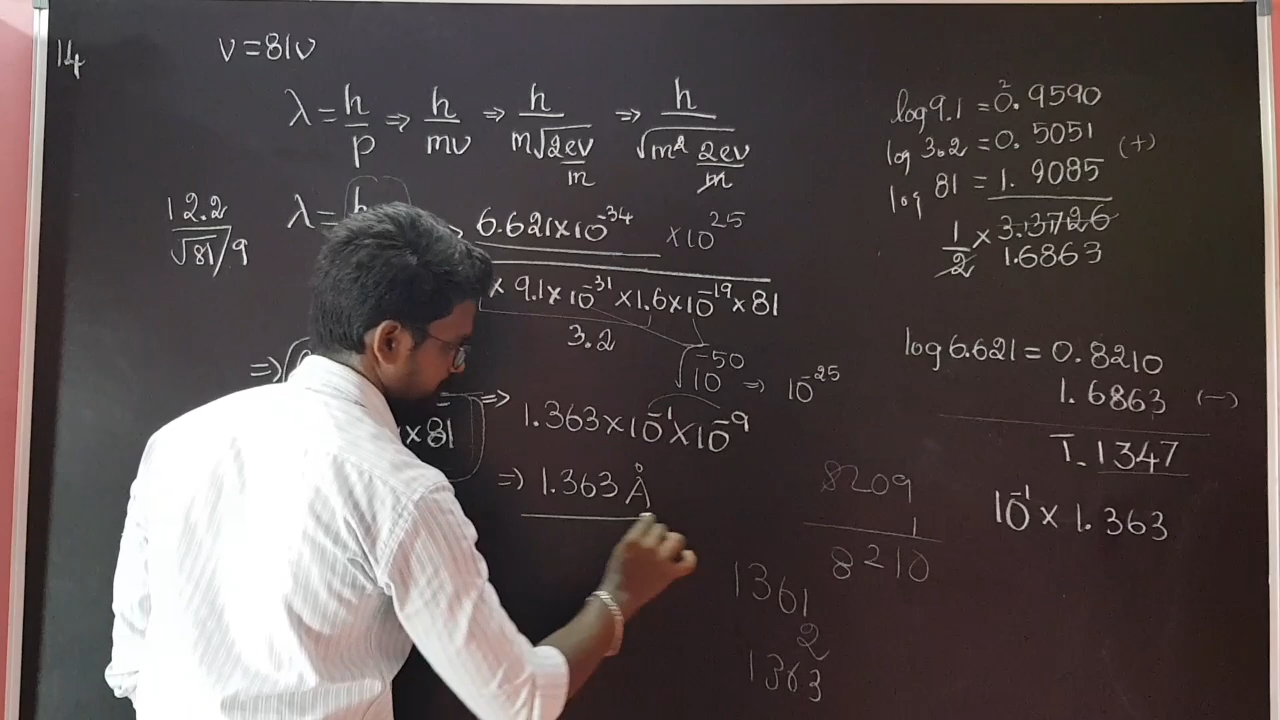 14
V = 81V
λ = h/p => h/mv => h/m√(2eV/m) => h/√(m² 2eV/m)
12.2/√81/9
λ = h
6.621×10⁻³⁴ ×10²⁵
× 9.1×10⁻³¹ ×1.6×10⁻¹⁹ × 81
3.2
√10⁻⁵⁰ => 10⁻²⁵
=>√
×81
=> 1.363×10⁻¹×10⁻⁹
=> 1.363 Å
log 9.1 = 0.9590
2
log 3.2 = 0.5051 (+)
log 81 = 1.9085
1/2 × 3.3726
1.6863
log 6.621 = 0.8210
1.6863 (−)
1̄.1347
10⁻¹ × 1.363
8209
1
8210
1361
2
1363